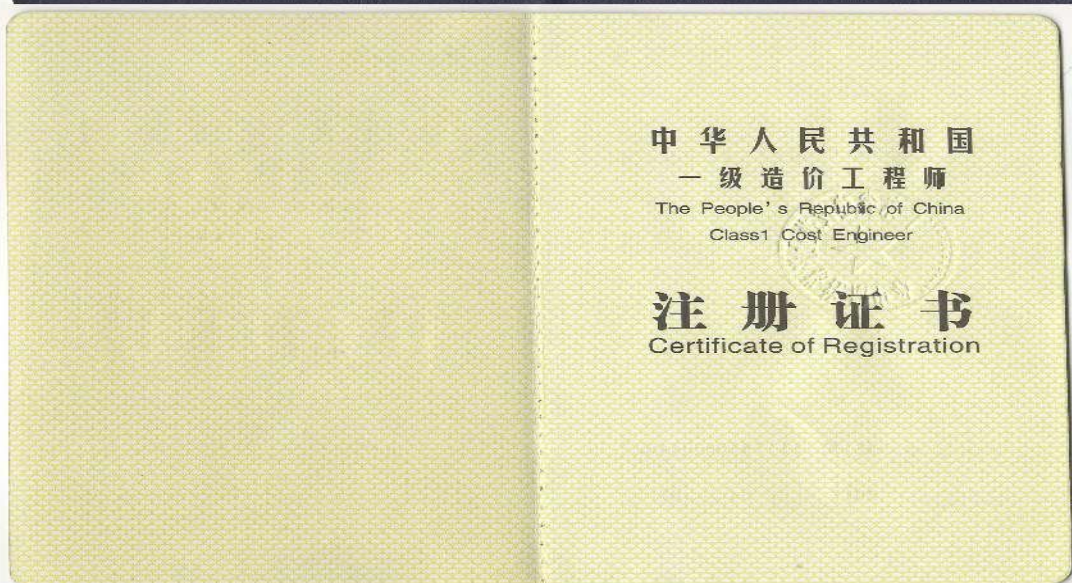 中华人民共和国
一级造价工程师
The People's Republic of China
Class1 Cost Engineer
注册证书
Certificate of Registration